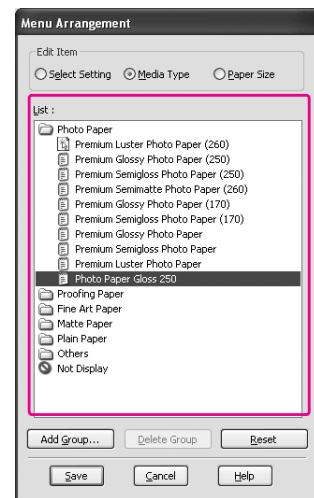 Menu Arrangement
Edit Item
Select Setting Media Type Paper Size
List :
Photo Paper
Premium Luster Photo Paper (260)
Premium Glossy Photo Paper (250)
Premium Semigloss Photo Paper (250)
Premium Semimatte Photo Paper (260)
Premium Glossy Photo Paper (170)
Premium Semigloss Photo Paper (170)
Premium Glossy Photo Paper
Premium Semigloss Photo Paper
Premium Luster Photo Paper
Photo Paper Gloss 250
Proofing Paper
Fine Art Paper
Matte Paper
Plain Paper
Others
Not Display
Add Group... Delete Group Reset
Save Cancel Help